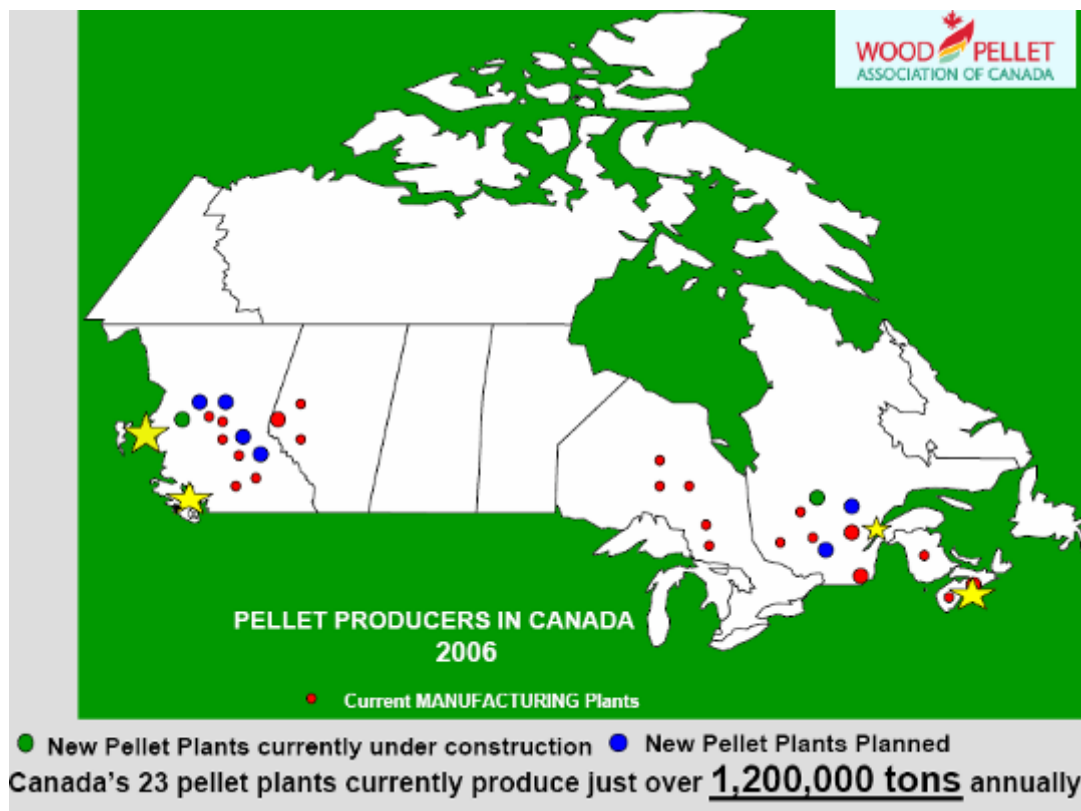 WOOD PELLET
ASSOCIATION OF CANADA
PELLET PRODUCERS IN CANADA
2006
Current MANUFACTURING Plants
New Pellet Plants currently under construction New Pellet Plants Planned
Canada's 23 pellet plants currently produce just over 1,200,000 tons annually